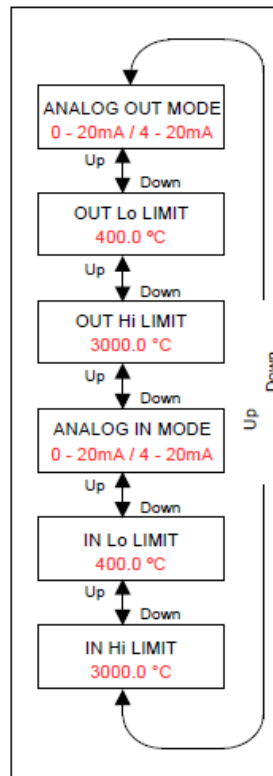 ANALOG OUT MODE
0 - 20mA / 4 - 20mA
Up
Down
OUT Lo LIMIT
400.0 ºC
Up
Down
OUT Hi LIMIT
3000.0 °C
Up
Down
ANALOG IN MODE
0 - 20mA / 4 - 20mA
Up
Down
IN Lo LIMIT
400.0 °C
Up
Down
IN Hi LIMIT
3000.0 °C
Up
Down